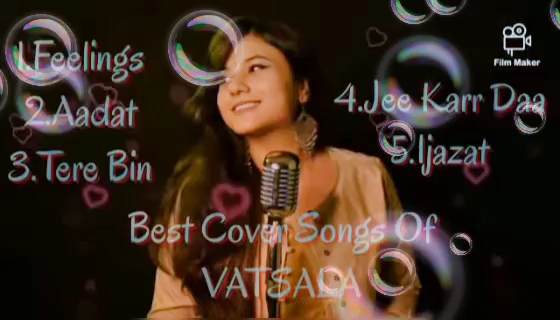 1.Feelings
2.Aadat
3.Tere Bin
4.Jee Karr Daa
5.Ijazat
Best Cover Songs Of
VATSALA
Film Maker